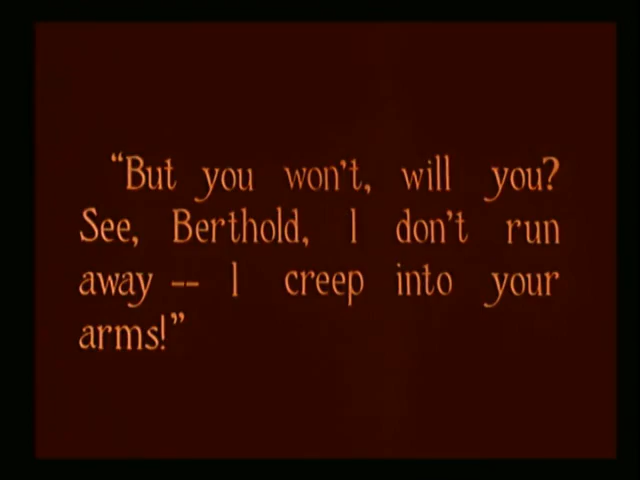 “But you won't, will you?
See, Berthold, I don't run
away -- I creep into your
arms!”